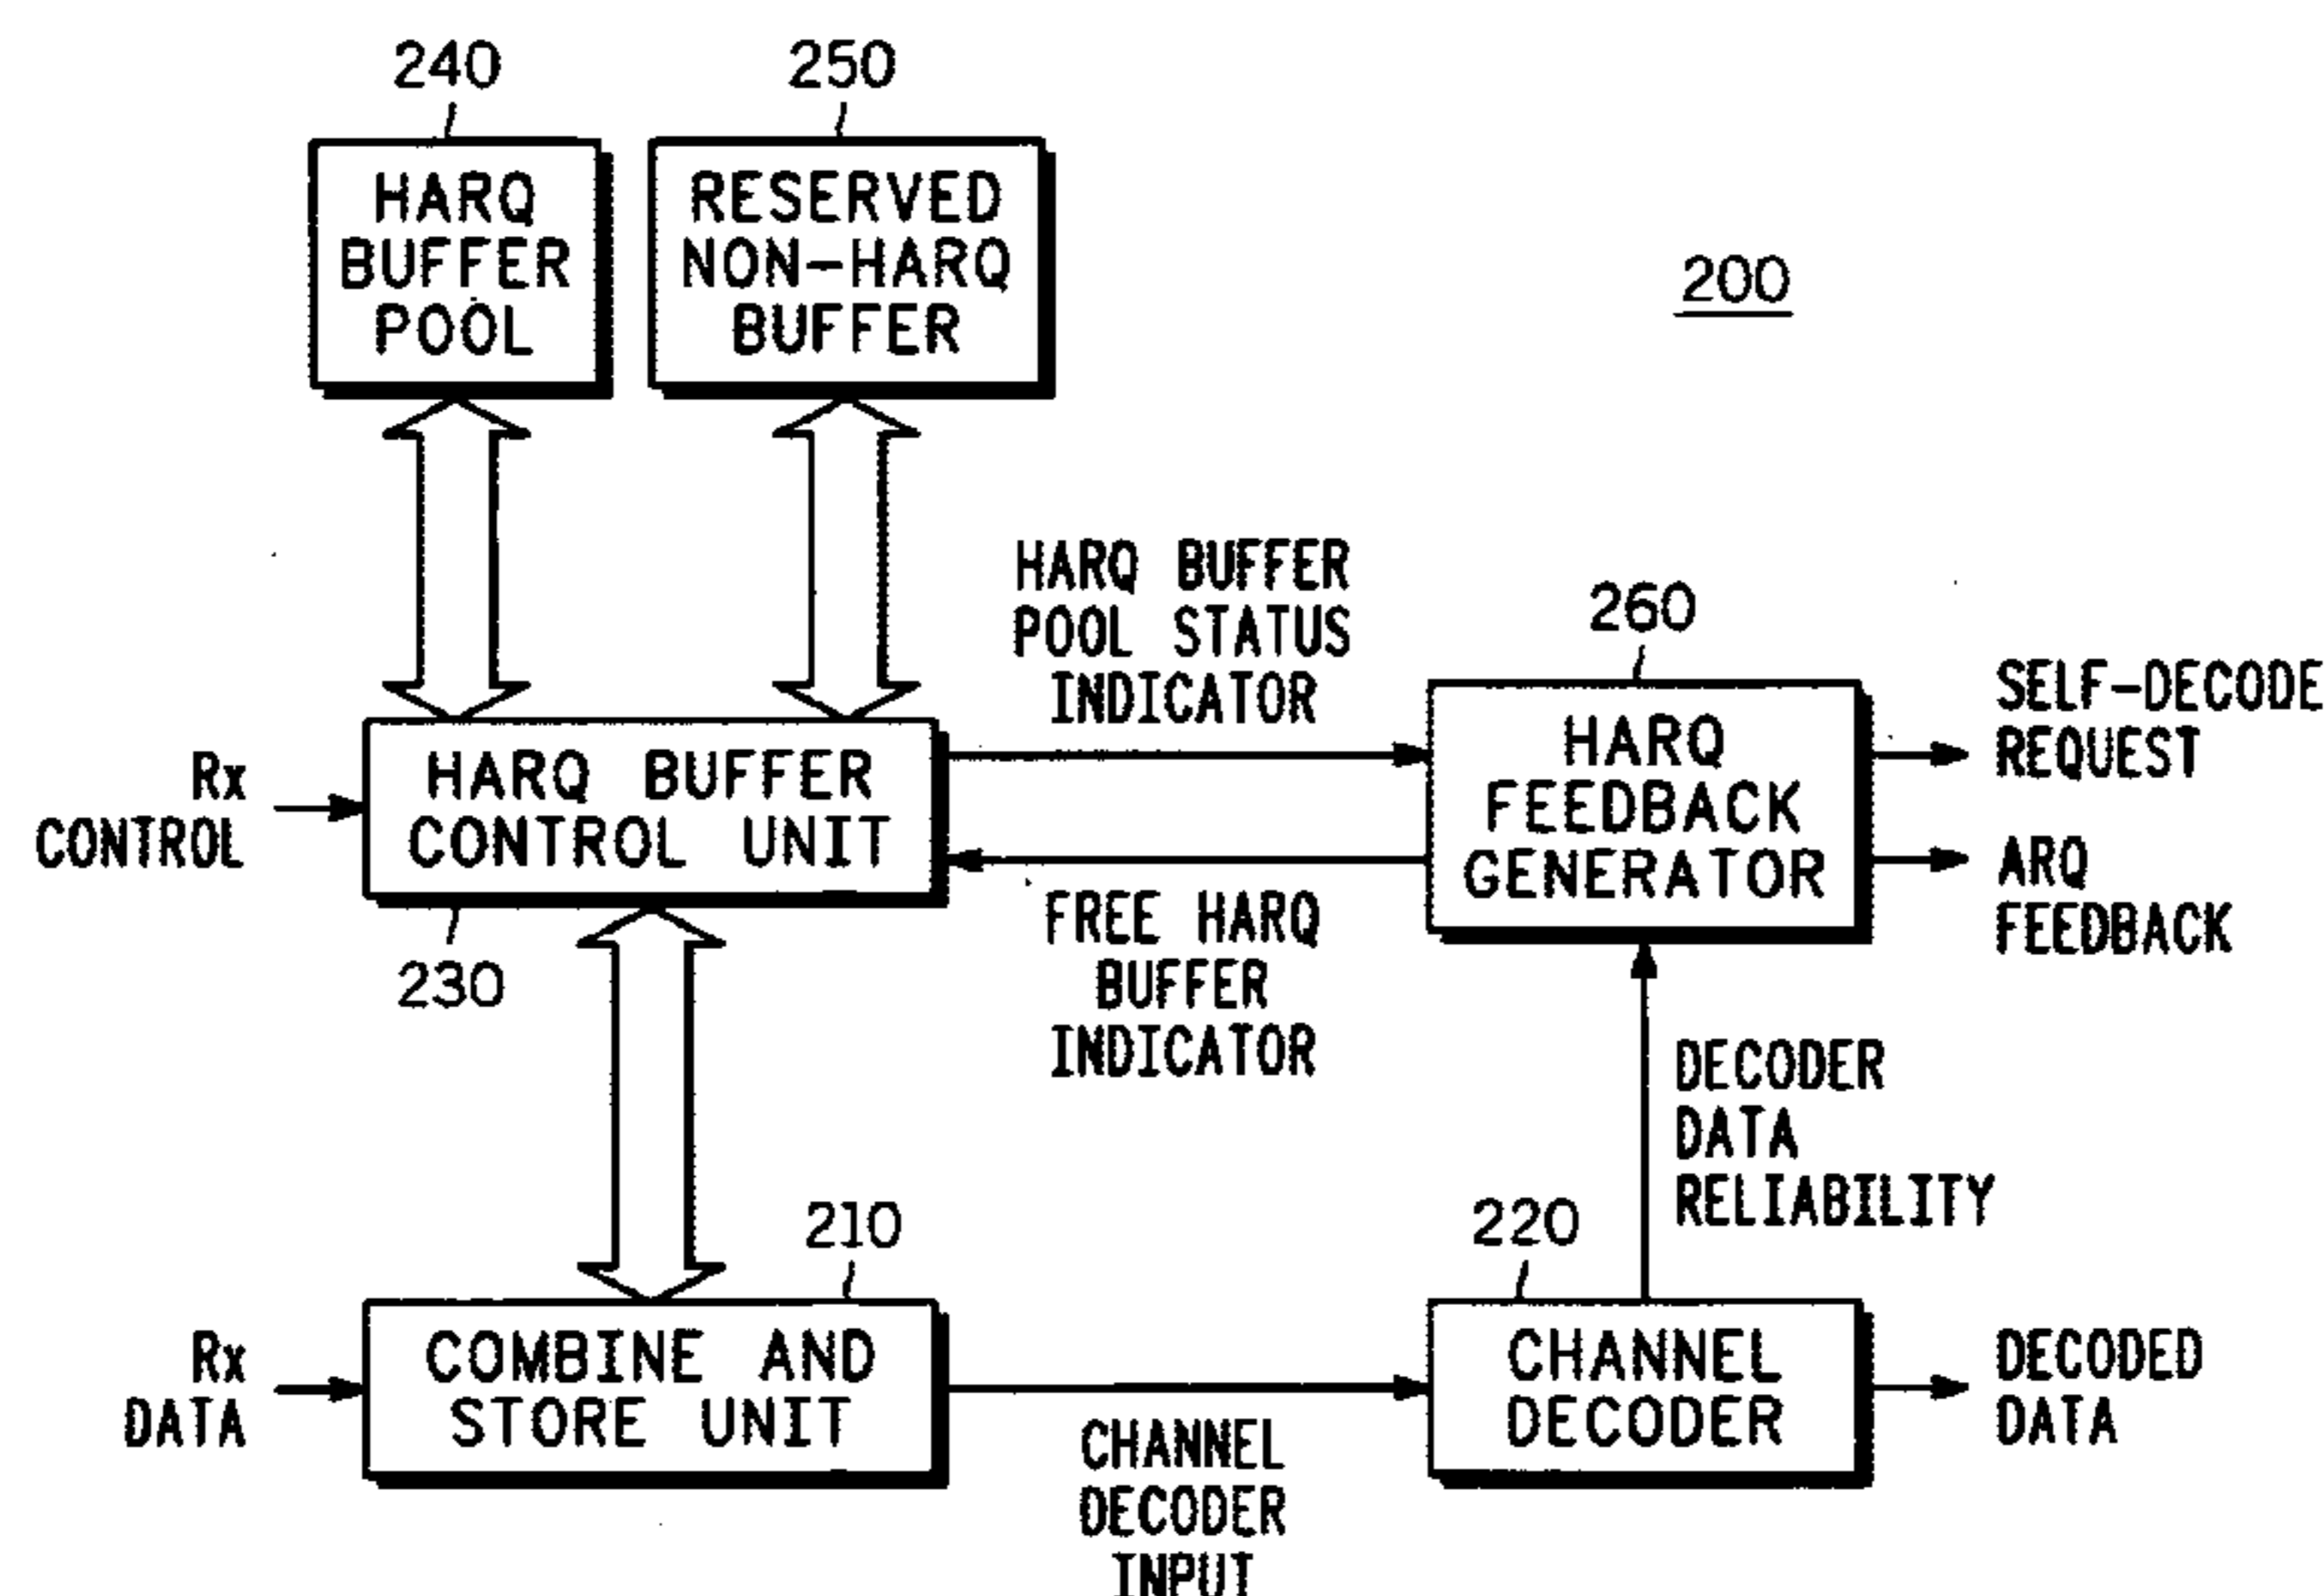 240
250
HARQ
BUFFER
POOL
RESERVED
NON-HARQ
BUFFER
200
HARQ BUFFER
POOL STATUS
INDICATOR
260
Rx
CONTROL
HARQ BUFFER
CONTROL UNIT
HARQ
FEEDBACK
GENERATOR
SELF-DECODE
REQUEST
ARQ
FEEDBACK
230
FREE HARQ
BUFFER
INDICATOR
DECODER
DATA
RELIABILITY
210
220
Rx
DATA
COMBINE AND
STORE UNIT
CHANNEL
DECODER
INPUT
CHANNEL
DECODER
DECODED
DATA